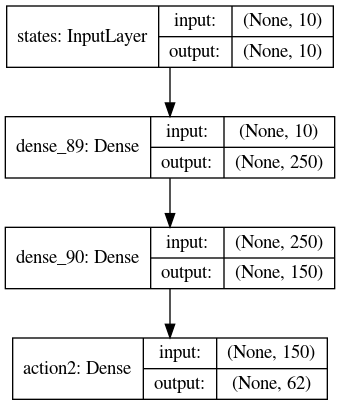 states: InputLayer
input: (None, 10)
output: (None, 10)
dense_89: Dense
input: (None, 10)
output: (None, 250)
dense_90: Dense
input: (None, 250)
output: (None, 150)
action2: Dense
input: (None, 150)
output: (None, 62)